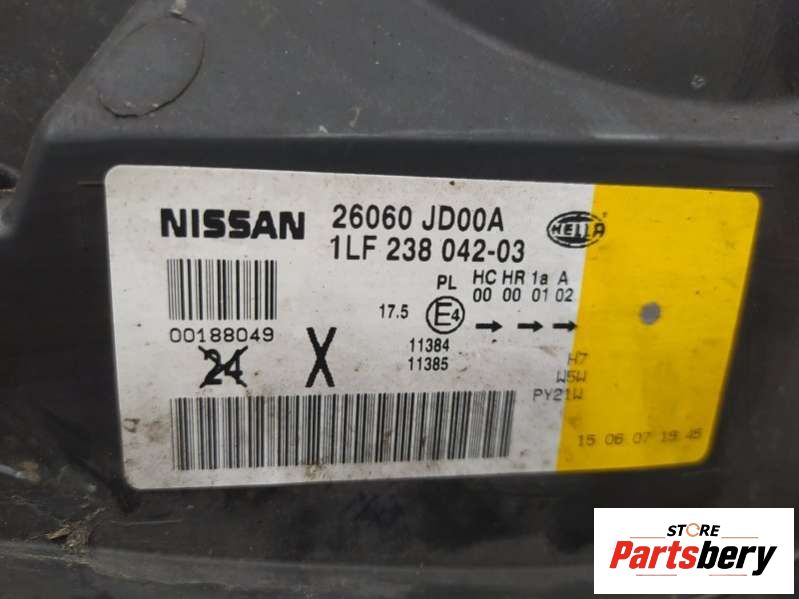 NISSAN
26060 JD00A
1LF 238 042-03
HELLA
PL
HC HR 1a A
00 00 01 02
17.5
E4
00188049
24
X
11384
11385
H7
W5W
PY21W
15 06 07 19:45
STORE
Partsbery